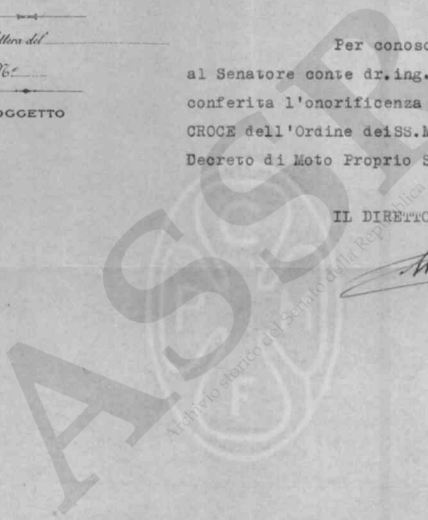 ttera del
N.º
OGGETTO
Per conosc
al Senatore conte dr.ing.
conferita l'onorificenza
CROCE dell'Ordine deiSS.M
Decreto di Moto Proprio S
IL DIRETTO
ASSR
Archivio storico del Senato della Repubblica
F